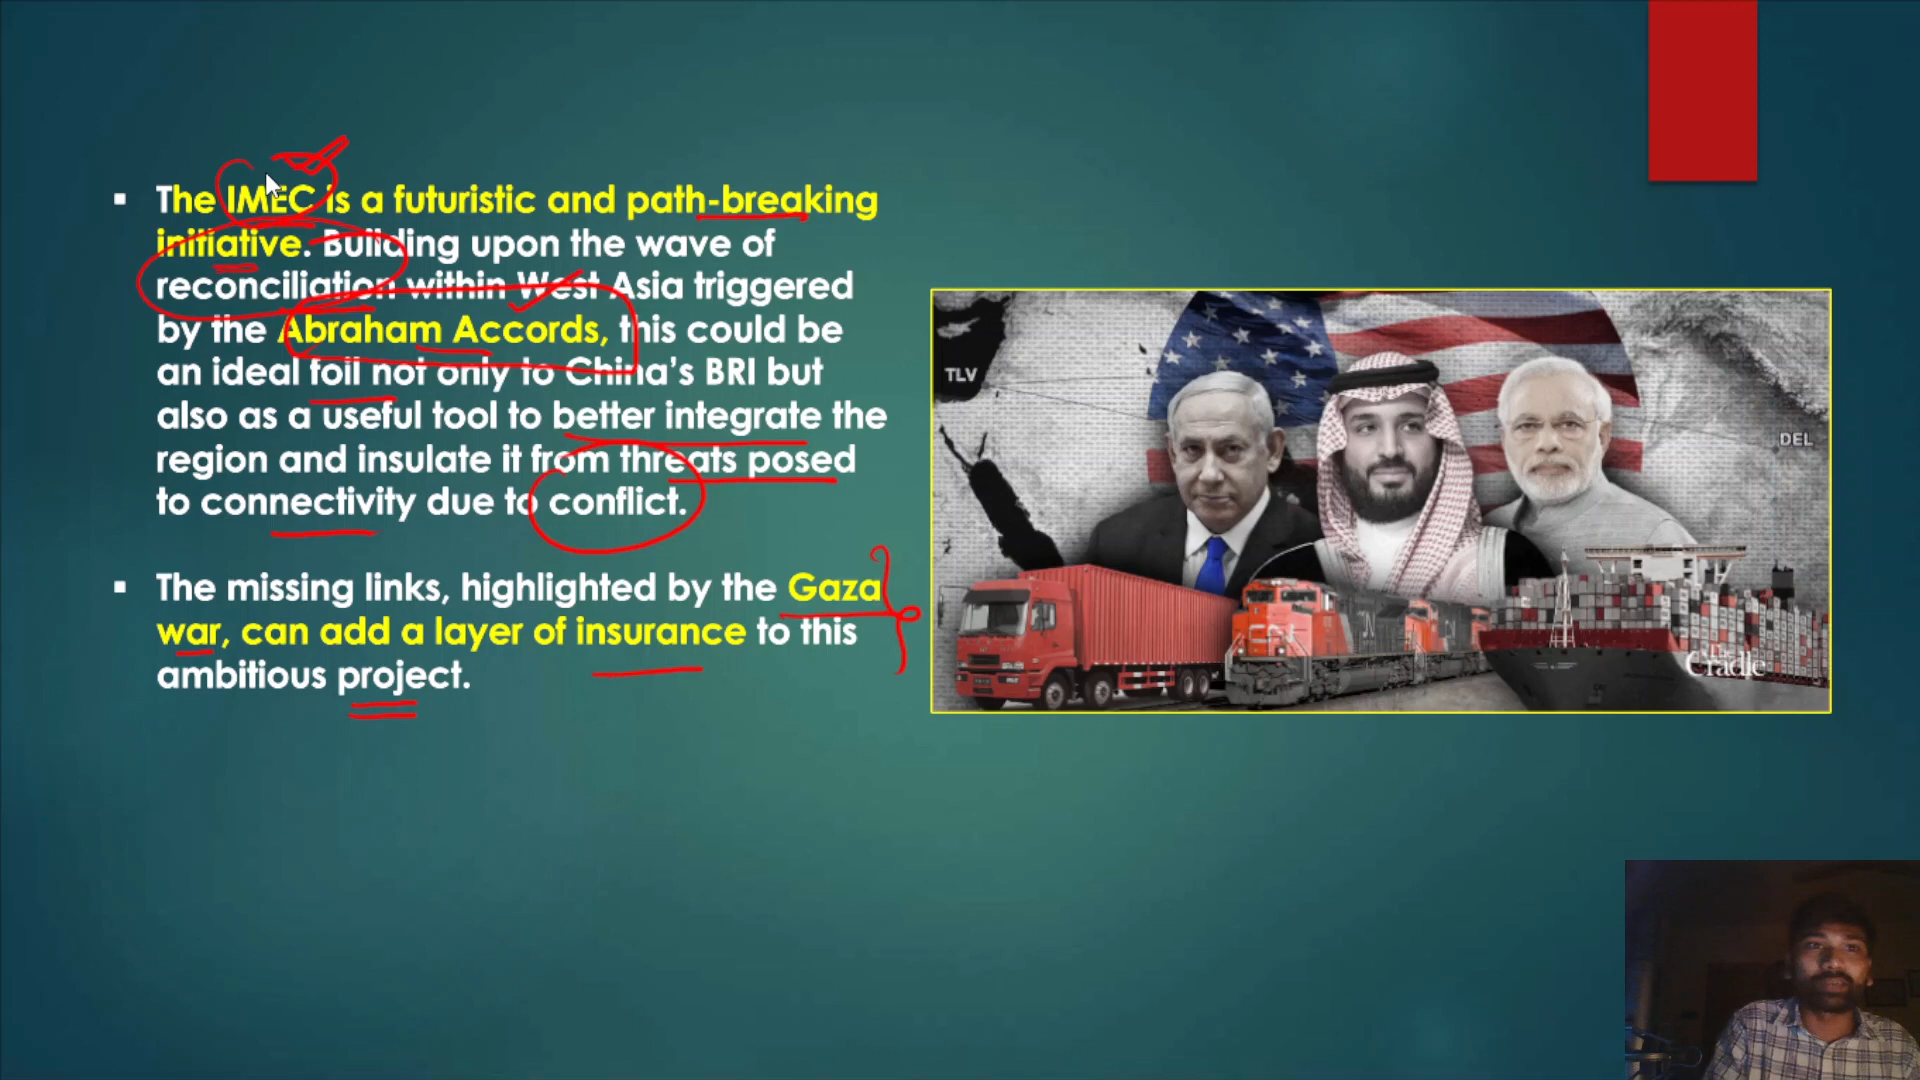 The IMEC is a futuristic and path-breaking
initiative. Building upon the wave of
reconciliation within West Asia triggered
by the Abraham Accords, this could be
an ideal foil not only to China's BRI but
also as a useful tool to better integrate the
region and insulate it from threats posed
to connectivity due to conflict.
The missing links, highlighted by the Gaza
war, can add a layer of insurance to this
ambitious project.
TLV
DEL
CN
The Cradle